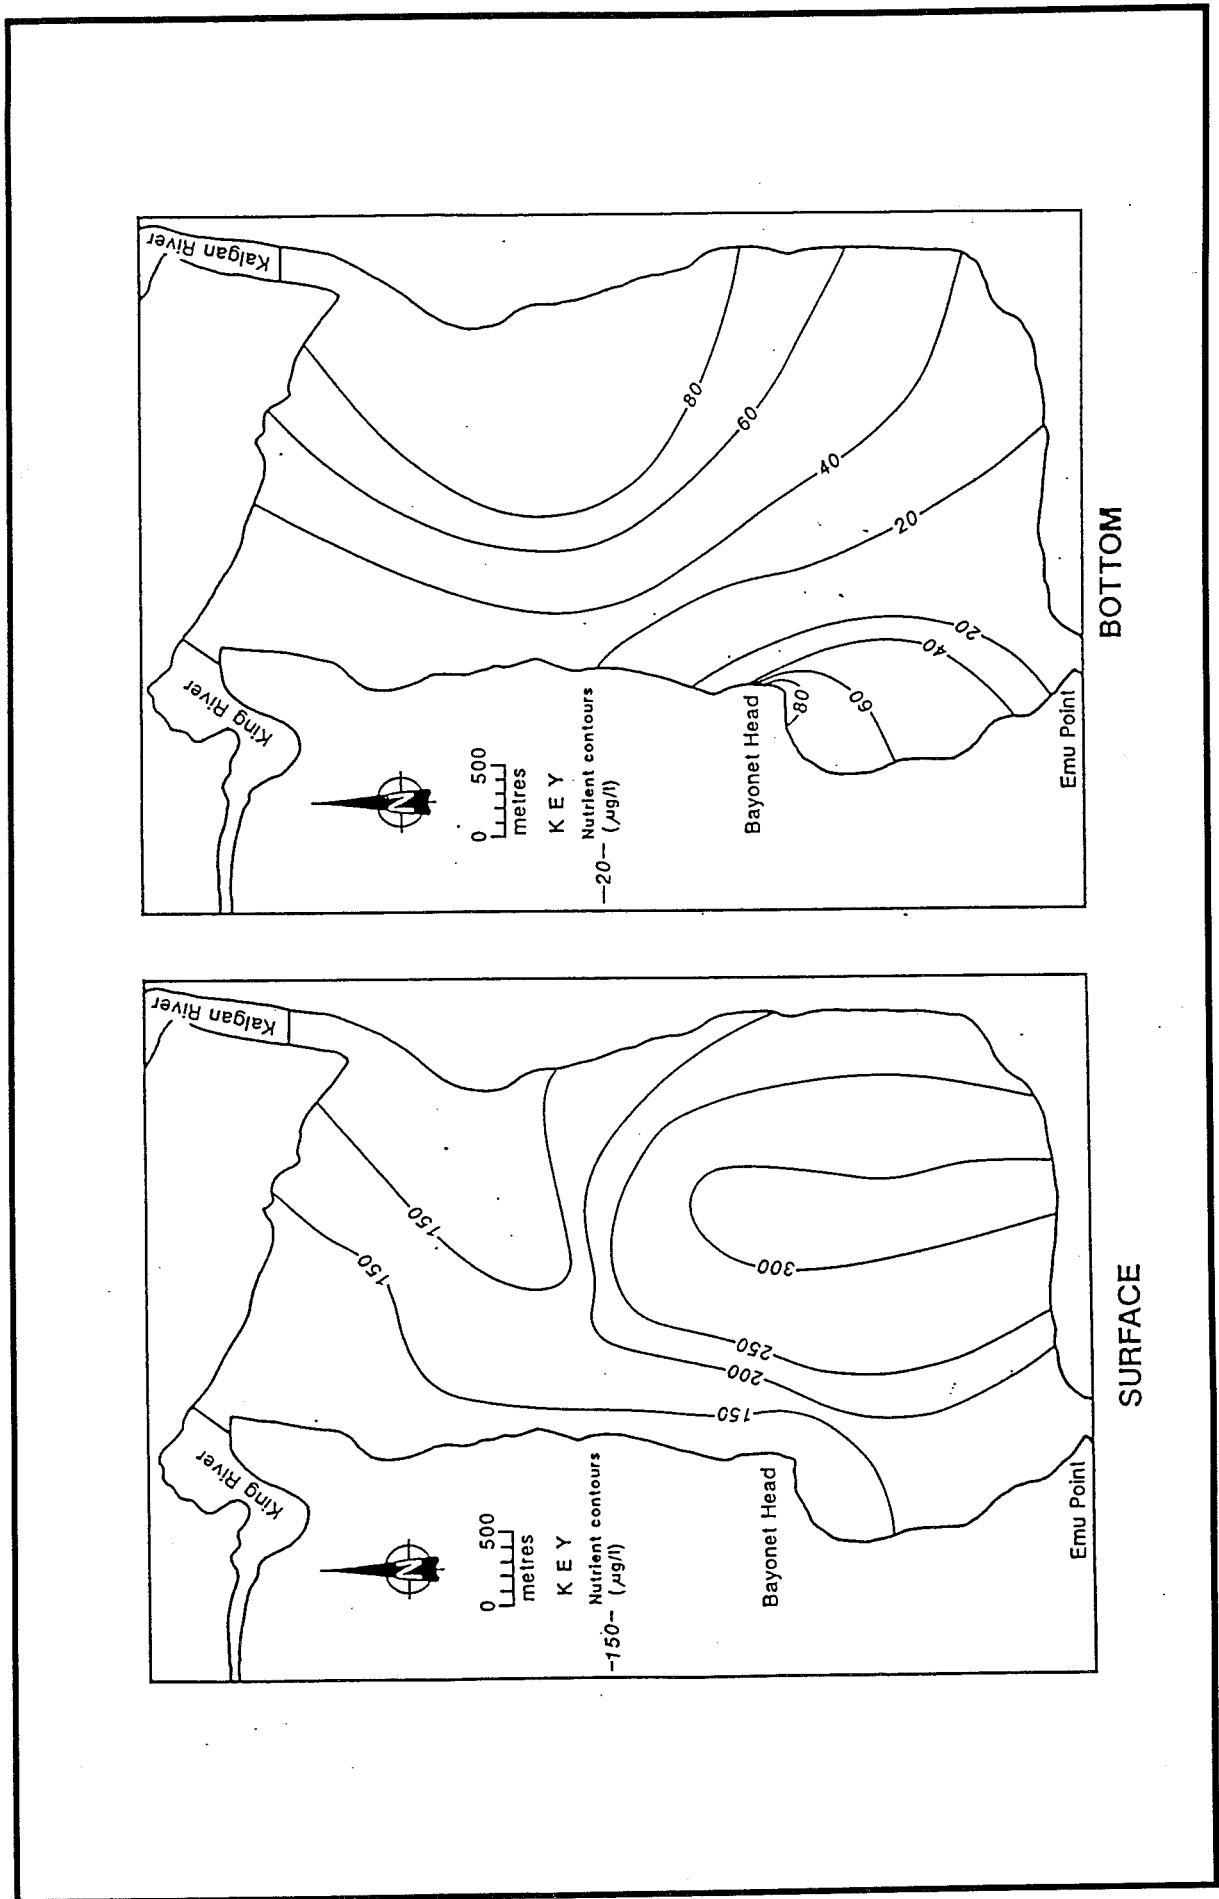 Kalgan River
King River
N
0 500
metres
KEY
Nutrient contours
—20— (µg/l)
Bayonet Head
Emu Point
80
60
40
20
20
40
60
80
BOTTOM
Kalgan River
King River
N
0 500
metres
KEY
Nutrient contours
—150— (µg/l)
Bayonet Head
Emu Point
150
150
150
200
250
300
SURFACE